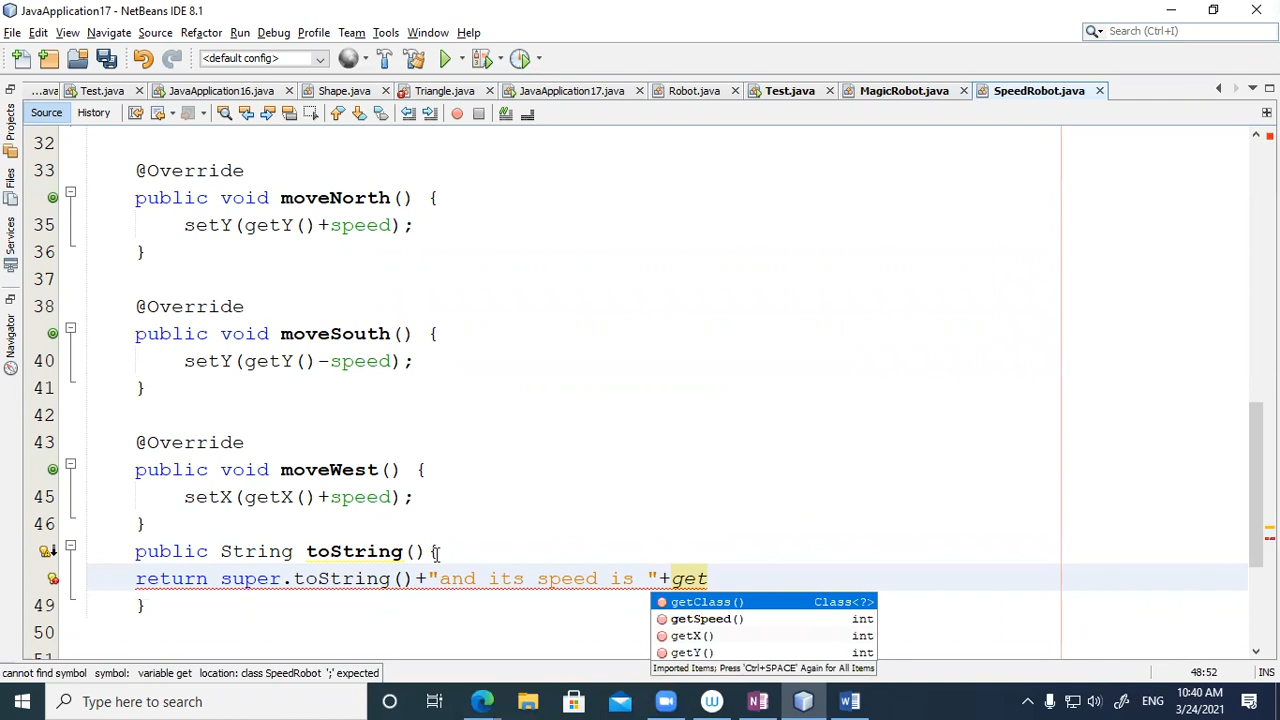 JavaApplication17 - NetBeans IDE 8.1
File Edit View Navigate Source Refactor Run Debug Profile Team Tools Window Help
Search (Ctrl+I)
<default config>
...ava Test.java JavaApplication16.java Shape.java Triangle.java JavaApplication17.java Robot.java Test.java MagicRobot.java SpeedRobot.java
Source History
Projects
Files
Services
Navigator
32
33 @Override
public void moveNorth() {
35 setY(getY()+speed);
36 }
37
38 @Override
public void moveSouth() {
40 setY(getY()-speed);
41 }
42
43 @Override
public void moveWest() {
45 setX(getX()+speed);
46 }
public String toString(){
return super.toString()+"and its speed is "+get
49 }
getClass() Class<?>
getSpeed() int
getX() int
getY() int
Imported Items; Press 'Ctrl+SPACE' Again for All Items
50
51
cannot find symbol symbol: variable get location: class SpeedRobot ';' expected
48:52 INS
Type here to search
ENG
10:40 AM
3/24/2021